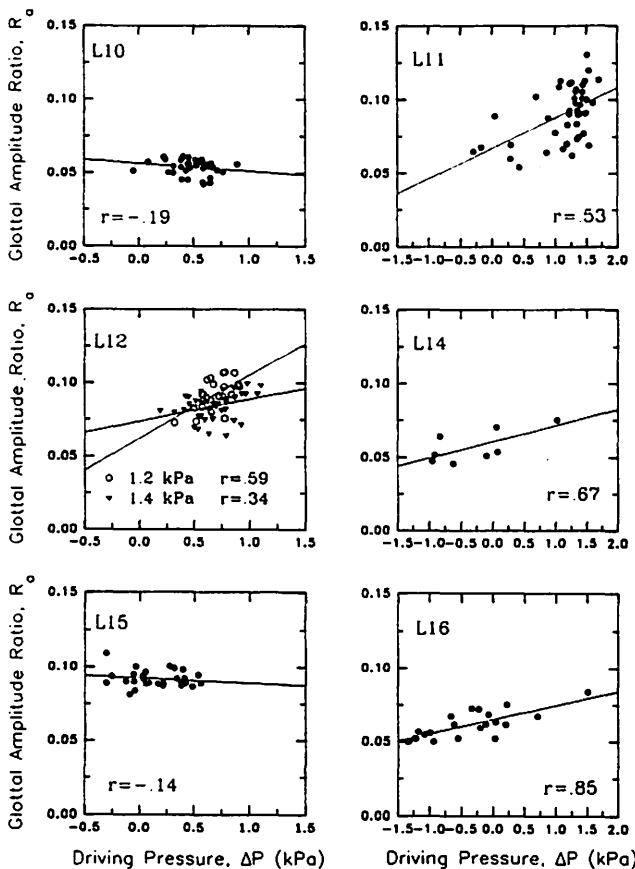 Glottal Amplitude Ratio, Ra
0.15
0.10
0.05
0.00
L10
r=-.19
-0.5 0.0 0.5 1.0 1.5
0.15
0.10
0.05
0.00
L11
r=.53
-1.5-1.0-0.5 0.0 0.5 1.0 1.5 2.0
Glottal Amplitude Ratio, Ra
0.15
0.10
0.05
0.00
L12
1.2 kPa r=.59
1.4 kPa r=.34
-0.5 0.0 0.5 1.0 1.5
0.15
0.10
0.05
0.00
L14
r=.67
-1.5-1.0-0.5 0.0 0.5 1.0 1.5 2.0
Glottal Amplitude Ratio, Ra
0.15
0.10
0.05
0.00
L15
r=-.14
-0.5 0.0 0.5 1.0 1.5
Driving Pressure, ΔP (kPa)
0.15
0.10
0.05
0.00
L16
r=.85
-1.5-1.0-0.5 0.0 0.5 1.0 1.5 2.0
Driving Pressure, ΔP (kPa)